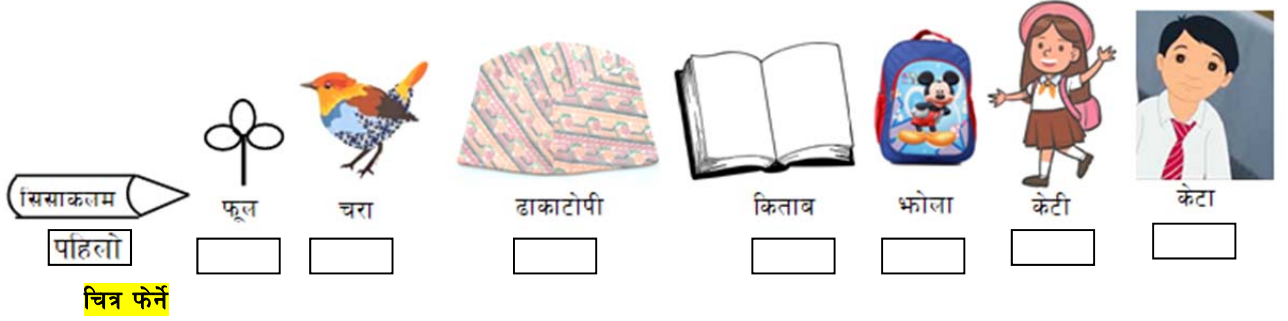 सिसाकलम फूल चरा ढाकाटोपी किताब झोला केटी केटा
पहिलो
चित्र फेर्ने